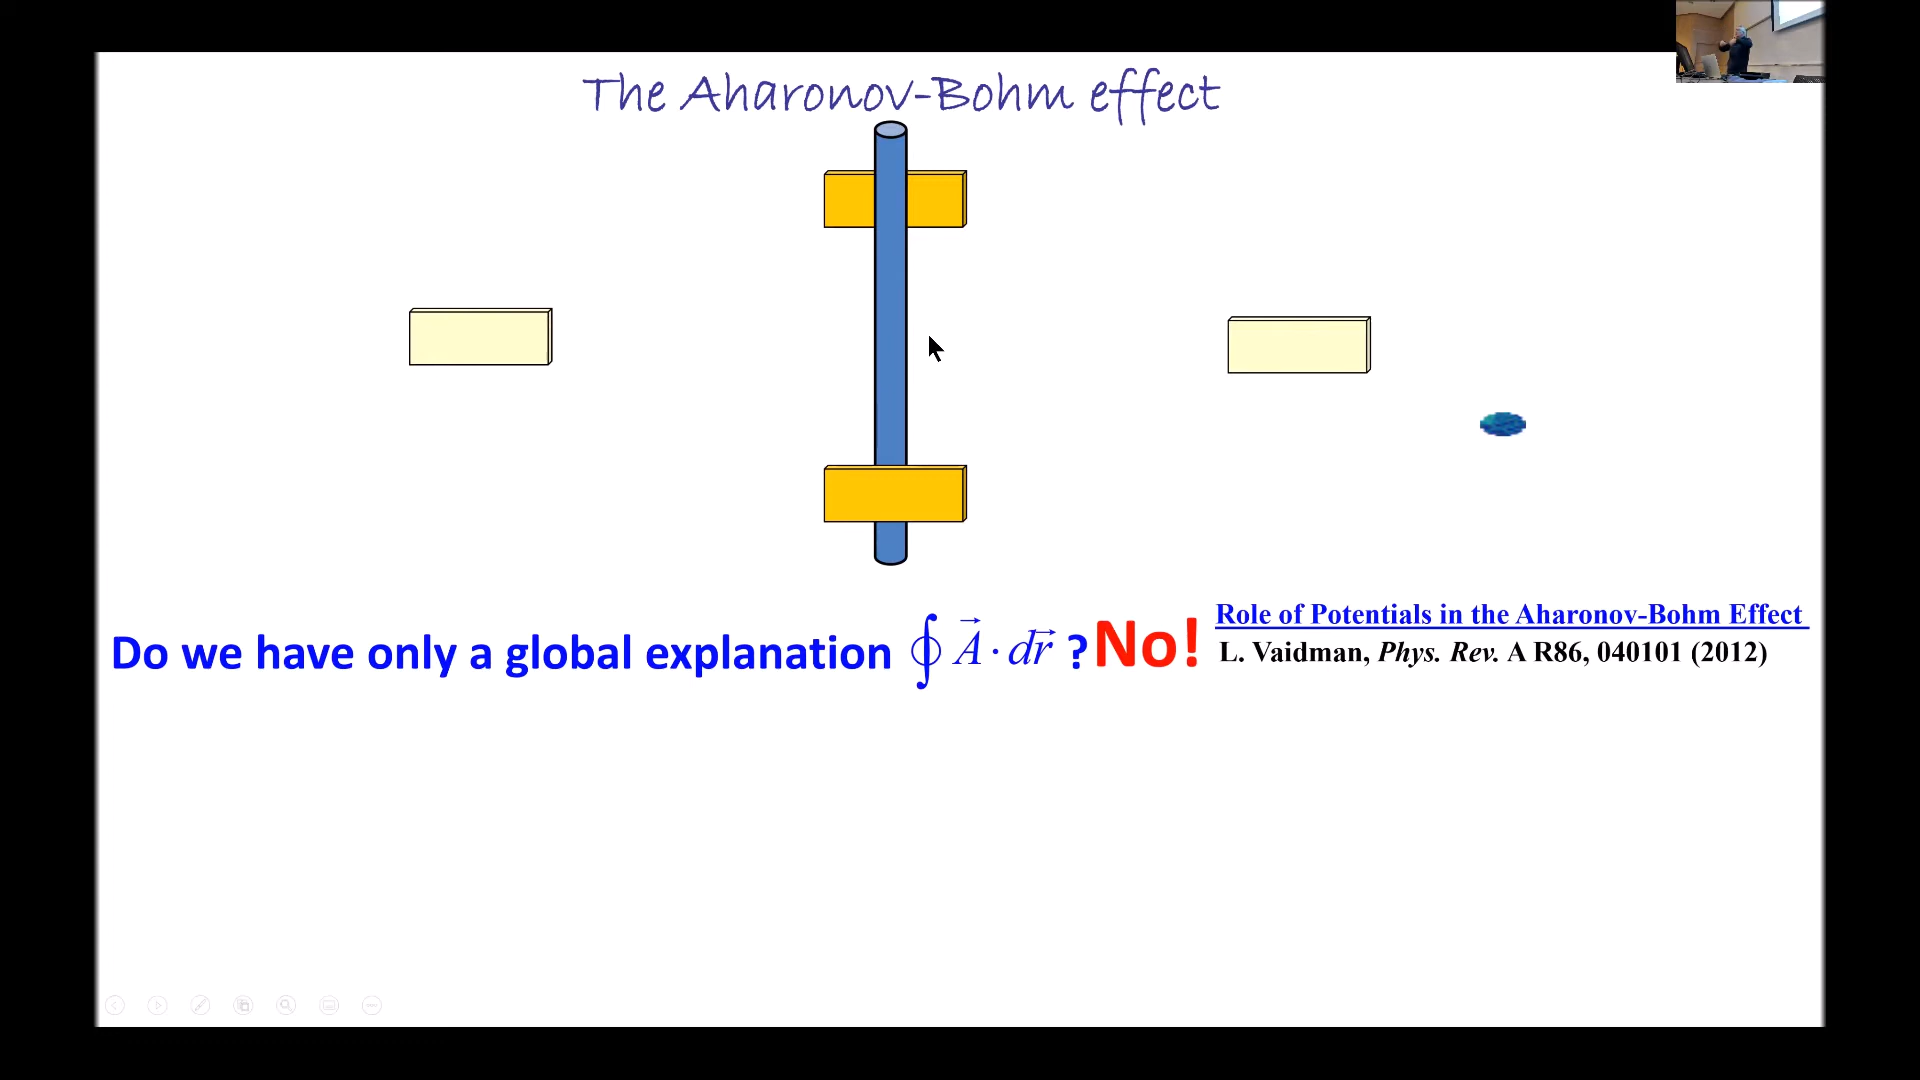 The Aharonov-Bohm effect
Do we have only a global explanation ∮ A⃗ · dr⃗ ? No!
Role of Potentials in the Aharonov-Bohm Effect
L. Vaidman, Phys. Rev. A R86, 040101 (2012)